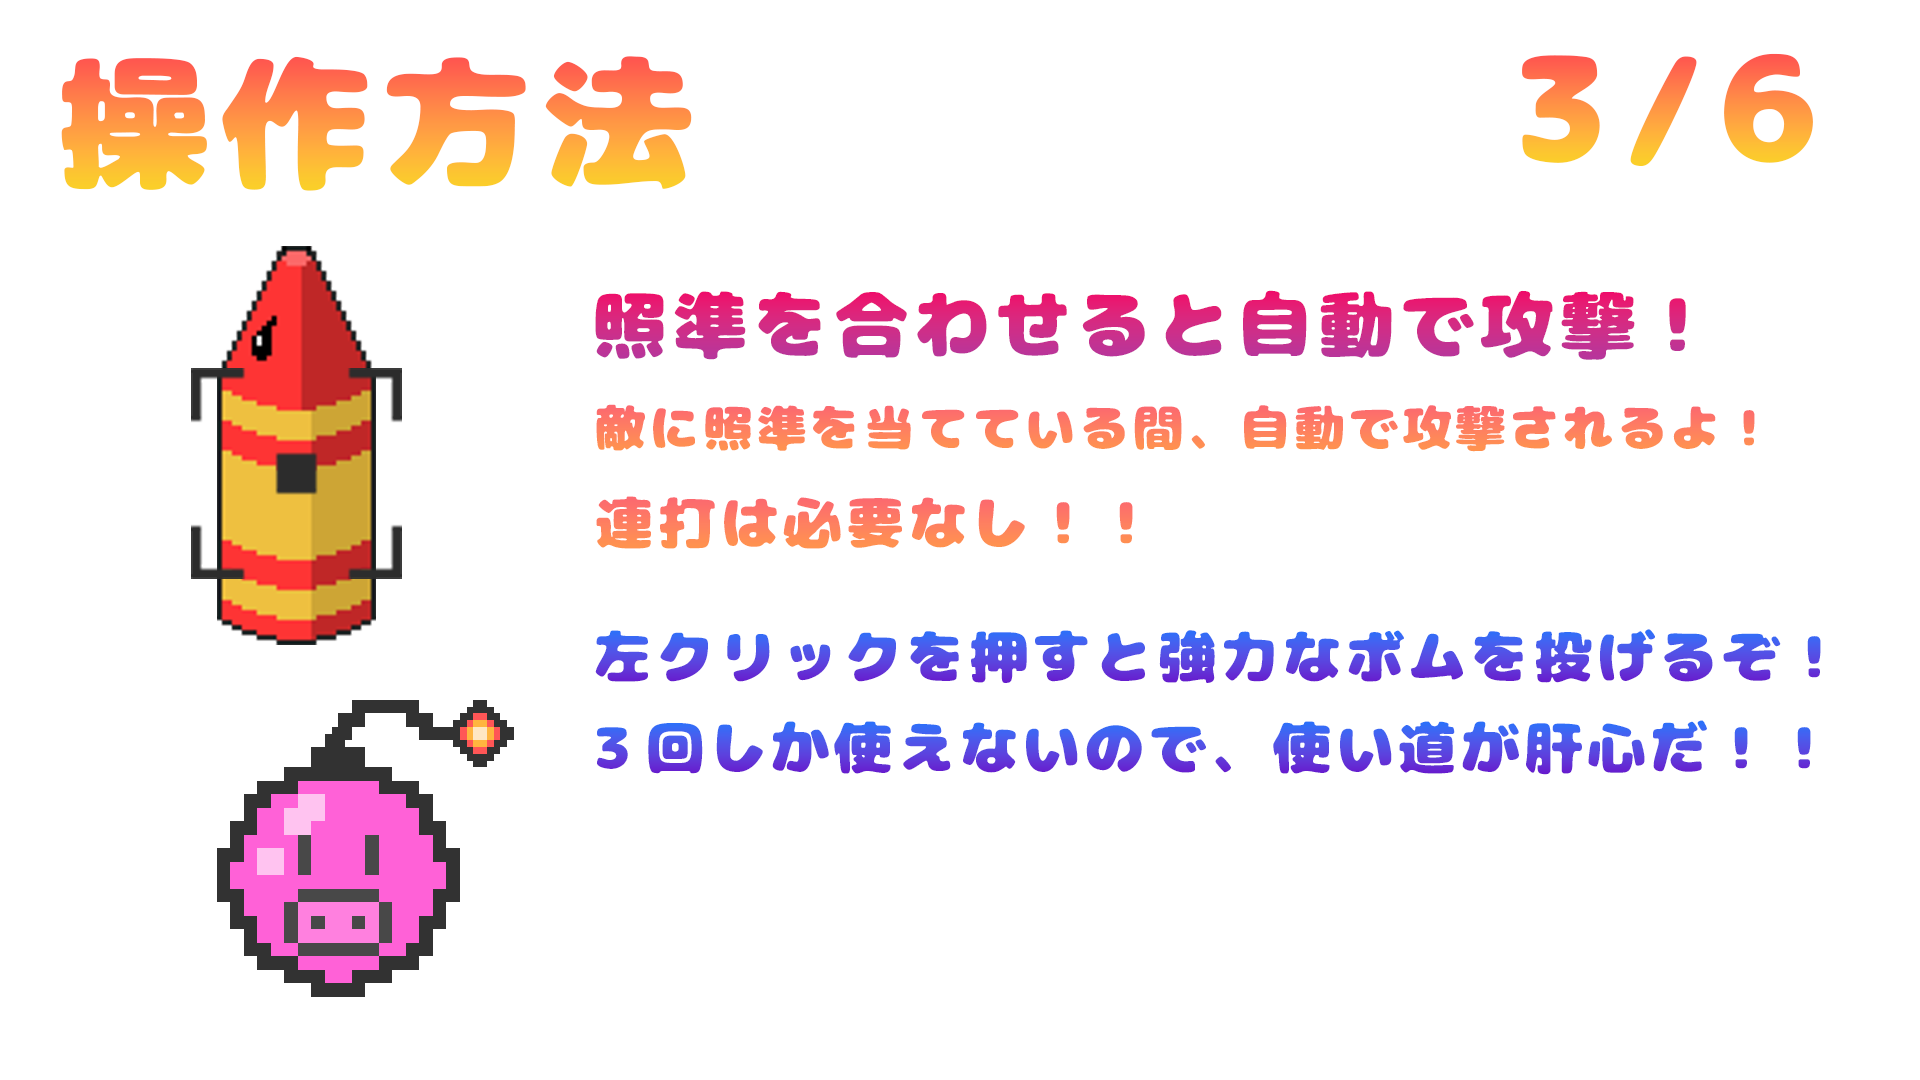 操作方法
3/6
照準を合わせると自動で攻撃！
敵に照準を当てている間、自動で攻撃されるよ！
連打は必要なし！！
左クリックを押すと強力なボムを投げるぞ！
３回しか使えないので、使い道が肝心だ！！